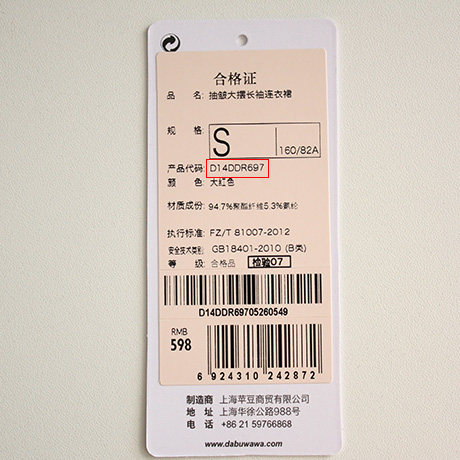 合格证
品 名: 抽皱大摆长袖连衣裙
规 格: S 160/82A
产品代码: D14DDR697
颜 色: 大红色
材质成份: 94.7%聚酯纤维5.3%氨纶
执行标准: FZ/T 81007-2012
安全技术类别: GB18401-2010 (B类)
等 级: 合格品 检验07
D14DDR69705260549
RMB
598
6 924310 242872
制造商 上海苹豆商贸有限公司
地 址 上海华徐公路988号
电 话 +86 21 59766868
www.dabuwawa.com